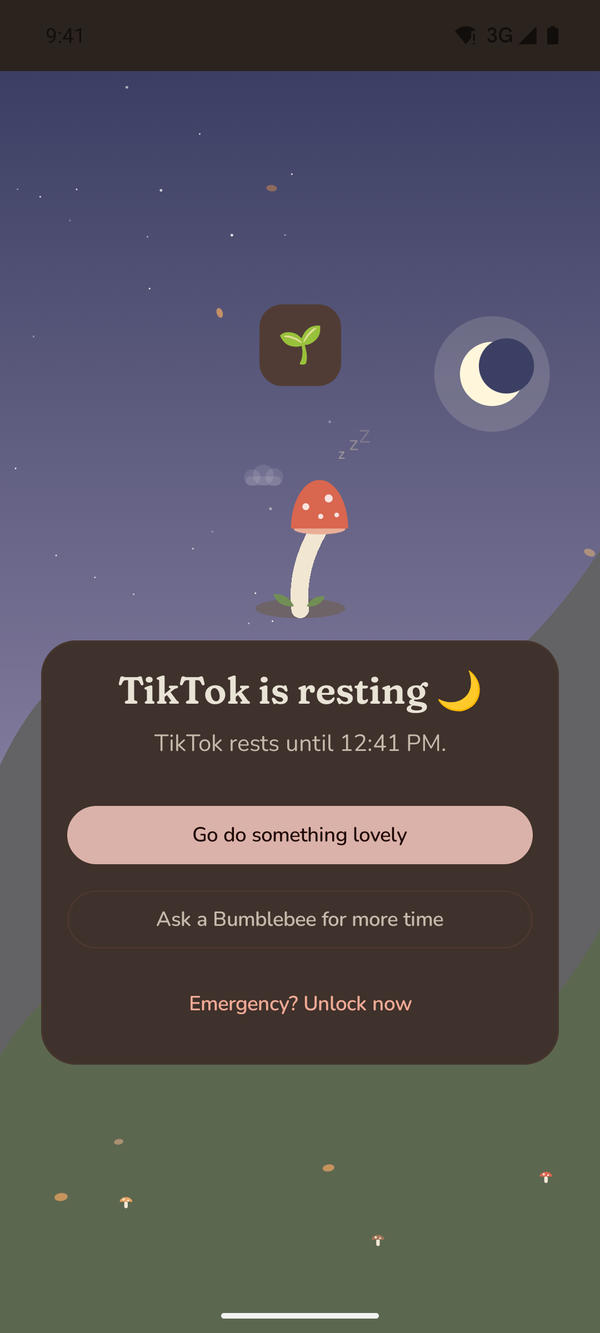 9:41
3G
z z Z
TikTok is resting 🌙
TikTok rests until 12:41 PM.
Go do something lovely
Ask a Bumblebee for more time
Emergency? Unlock now